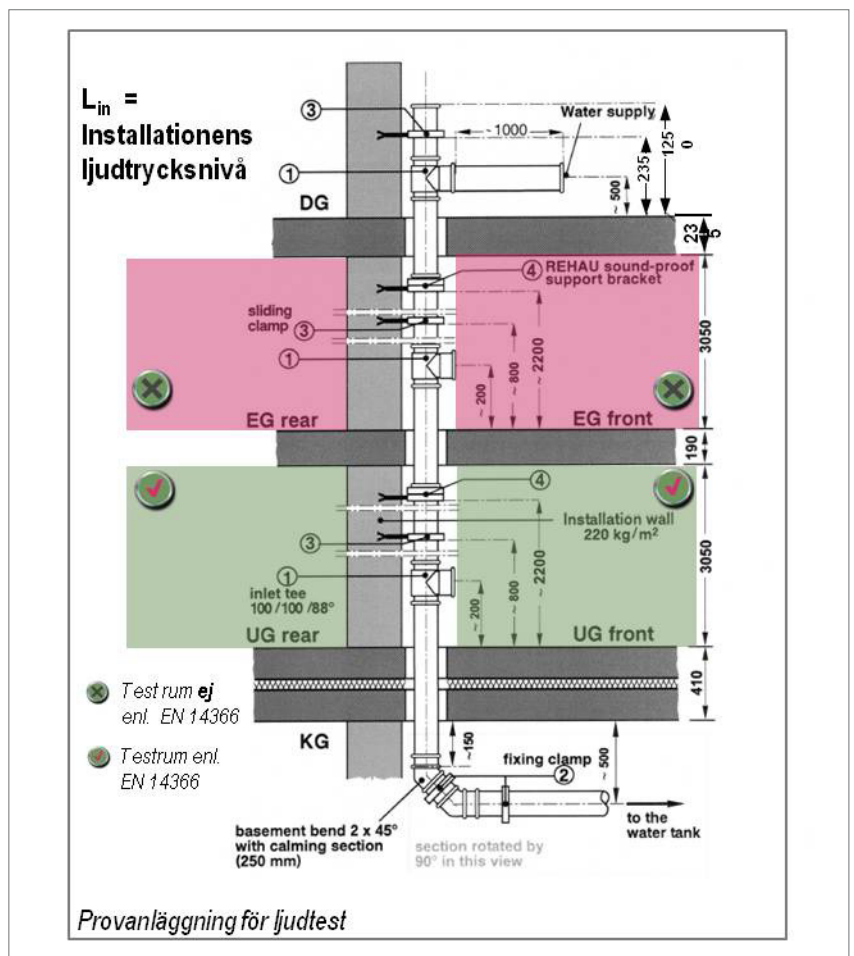 L_in =
Installationens
ljudtrycksnivå
③
Water supply
~1000
125
0
235
①
~ 500
DG
23
5
④ REHAU sound-proof
support bracket
sliding
clamp
③
①
~ 200
~ 800
~ 2200
3050
EG rear
EG front
190
④
Installation wall
220 kg/m²
③
①
inlet tee
100/100/88°
~ 200
~ 800
~ 2200
3050
UG rear
UG front
410
Test rum ej
enl. EN 14366
Testrum enl.
EN 14366
KG
~150
fixing clamp
②
~ 500
to the
water tank
basement bend 2 x 45°
with calming section
(250 mm)
section rotated by
90° in this view
Provanläggning för ljudtest